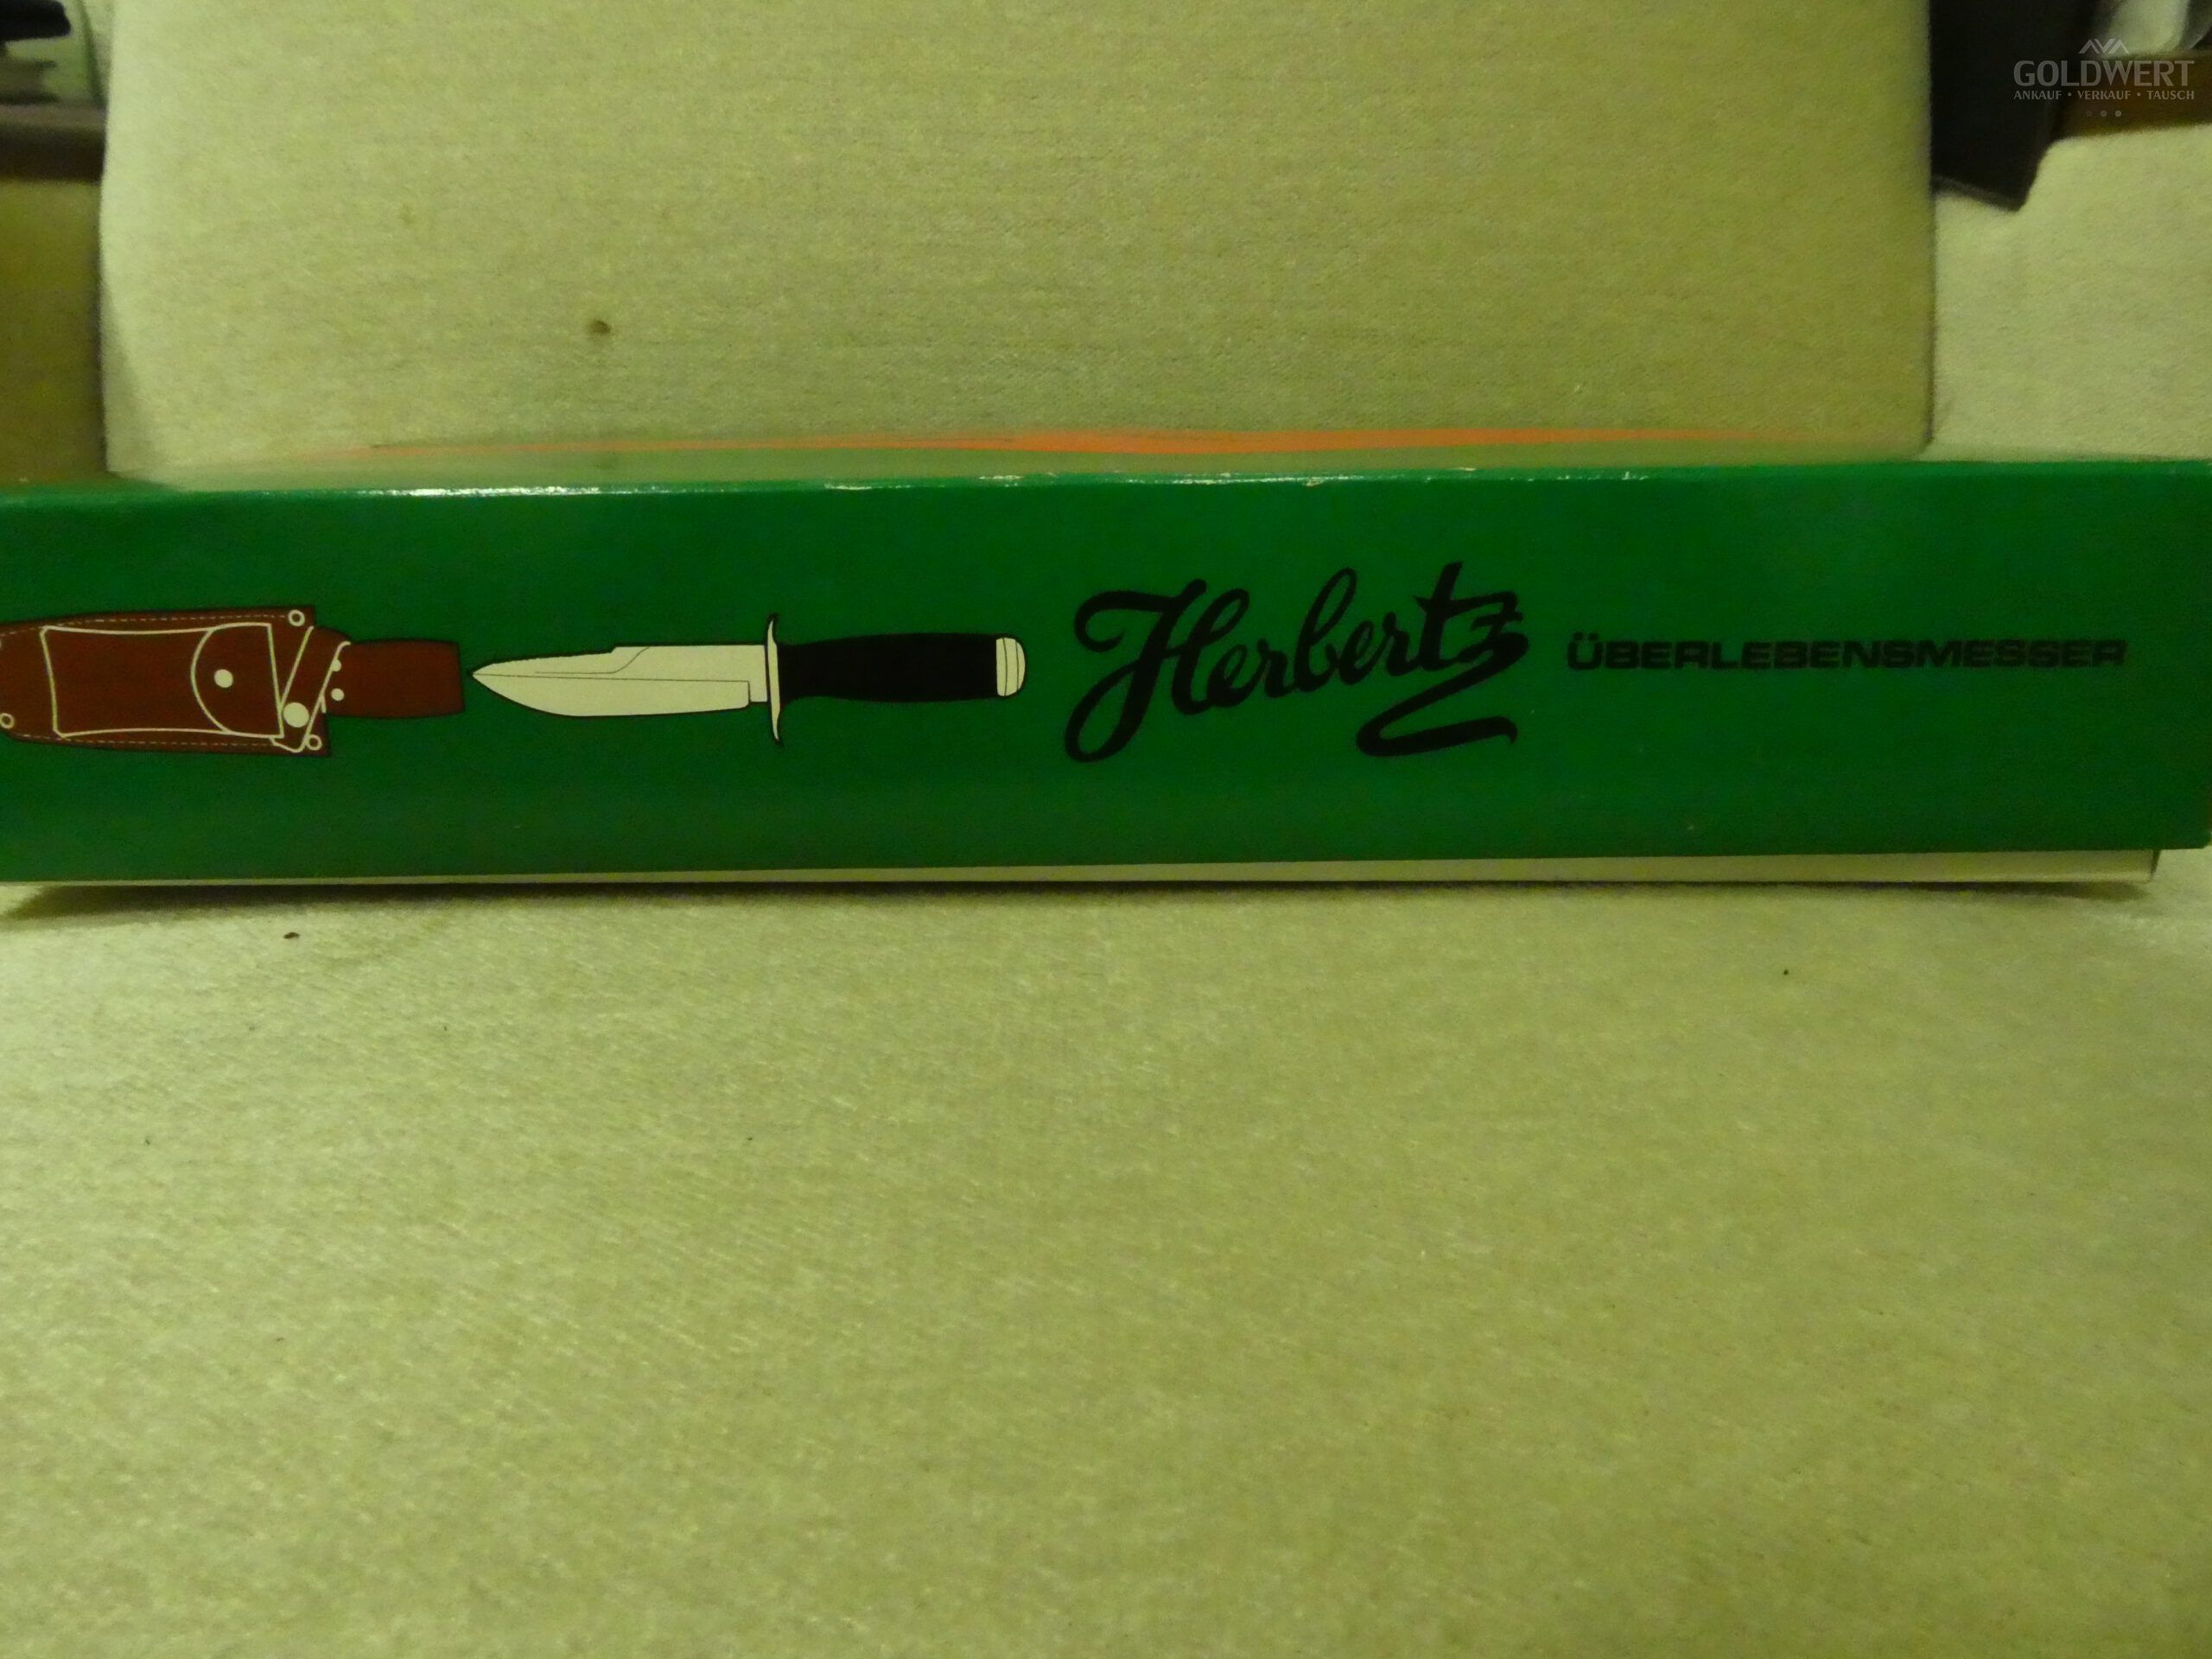 GOLDWERT
ANKAUF • VERKAUF • TAUSCH
Herbertz ÜBERLEBENSMESSER